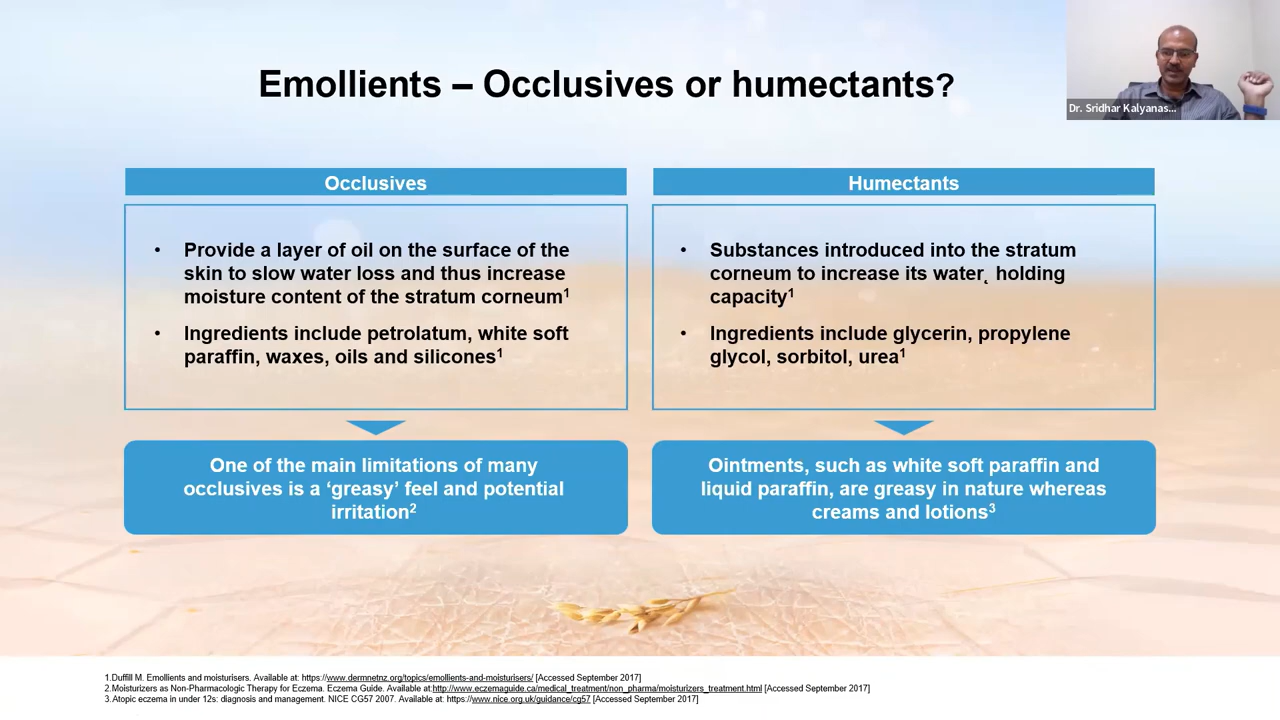 Emollients – Occlusives or humectants?
Dr. Sridhar Kalyanas...
Occlusives
• Provide a layer of oil on the surface of the
skin to slow water loss and thus increase
moisture content of the stratum corneum1
• Ingredients include petrolatum, white soft
paraffin, waxes, oils and silicones1
One of the main limitations of many
occlusives is a ‘greasy’ feel and potential
irritation2
Humectants
• Substances introduced into the stratum
corneum to increase its water, holding
capacity1
• Ingredients include glycerin, propylene
glycol, sorbitol, urea1
Ointments, such as white soft paraffin and
liquid paraffin, are greasy in nature whereas
creams and lotions3
1.Duffill M. Emollients and moisturisers. Available at: https://www.dermnetnz.org/topics/emollients-and-moisturisers/ [Accessed September 2017]
2.Moisturizers as Non-Pharmacologic Therapy for Eczema. Eczema Guide. Available at:http://www.eczemaguide.ca/medical_treatment/non_pharma/moisturizers_treatment.html [Accessed September 2017]
3.Atopic eczema in under 12s: diagnosis and management. NICE CG57 2007. Available at: https://www.nice.org.uk/guidance/cg57 [Accessed September 2017]